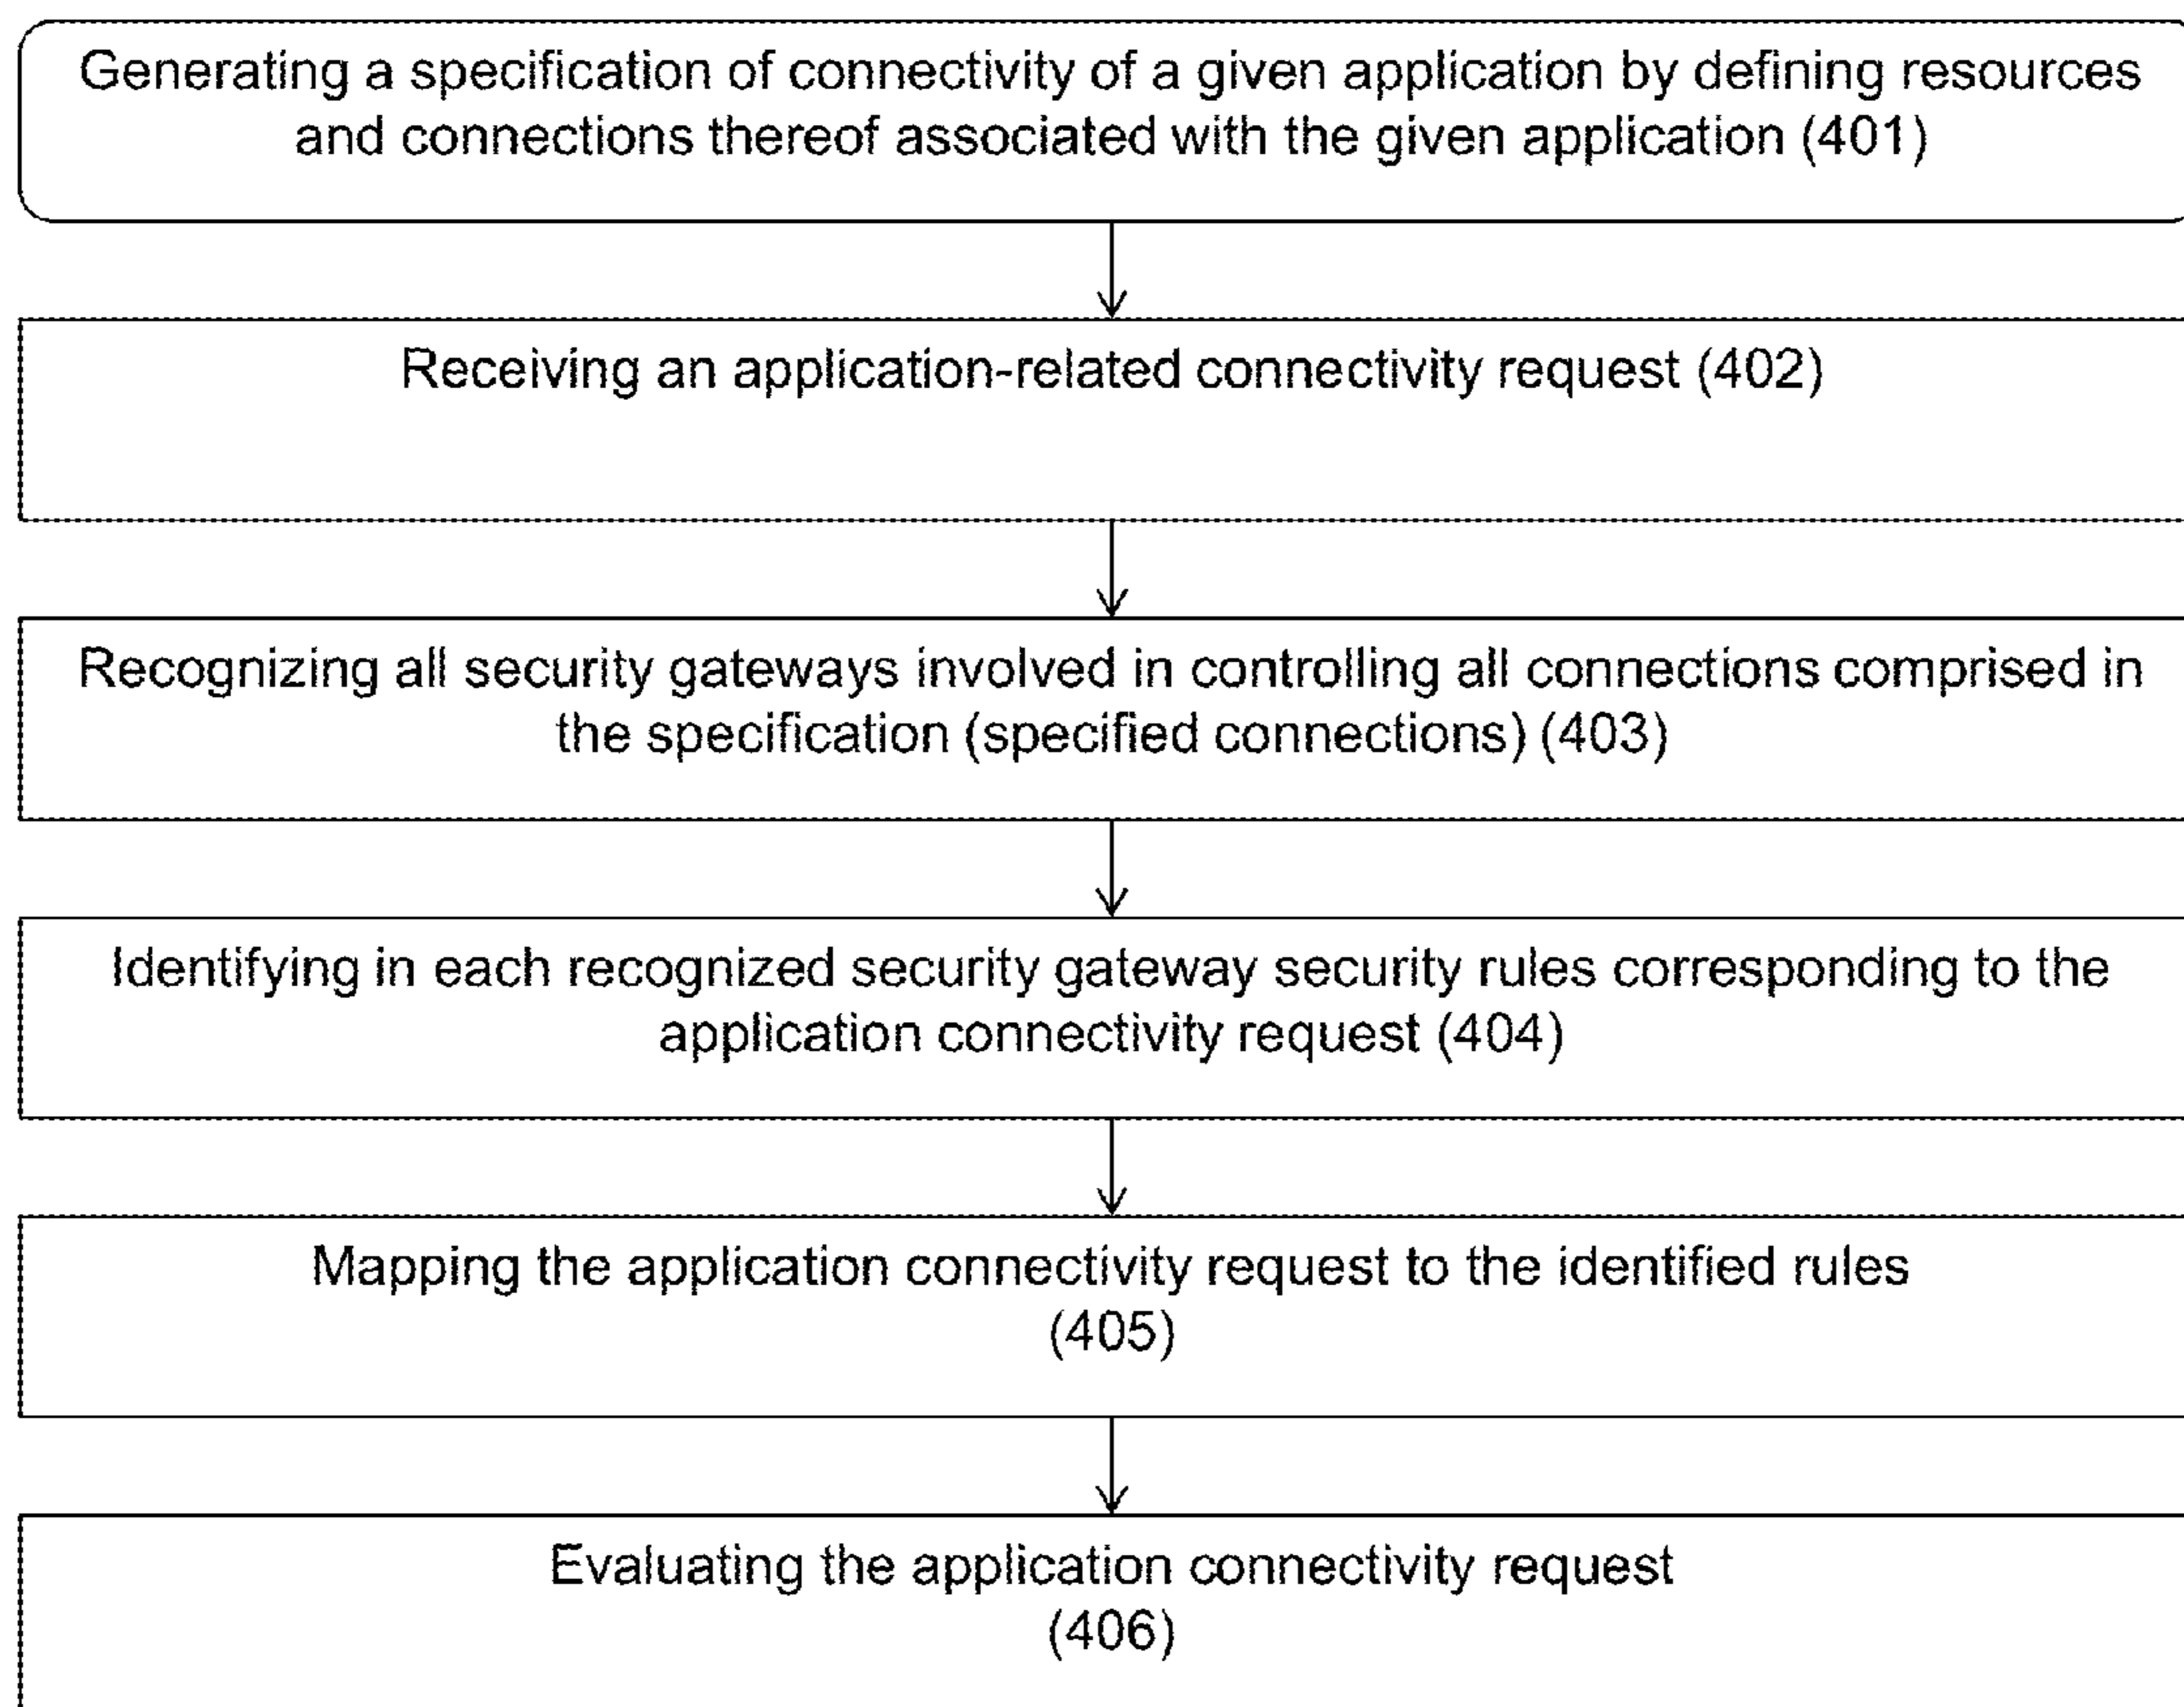 Generating a specification of connectivity of a given application by defining resources
and connections thereof associated with the given application (401)
Receiving an application-related connectivity request (402)
Recognizing all security gateways involved in controlling all connections comprised in
the specification (specified connections) (403)
Identifying in each recognized security gateway security rules corresponding to the
application connectivity request (404)
Mapping the application connectivity request to the identified rules
(405)
Evaluating the application connectivity request
(406)